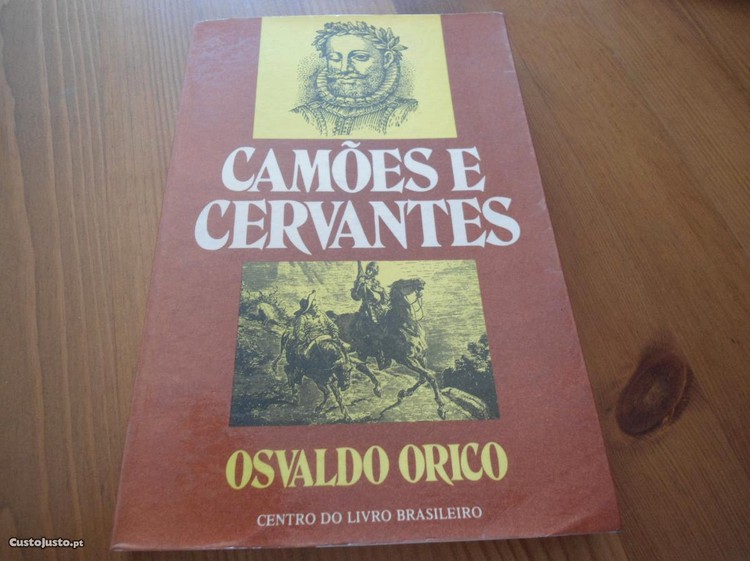 CAMÕES E
CERVANTES
OSVALDO ORICO
CENTRO DO LIVRO BRASILEIRO
CustoJusto.pt